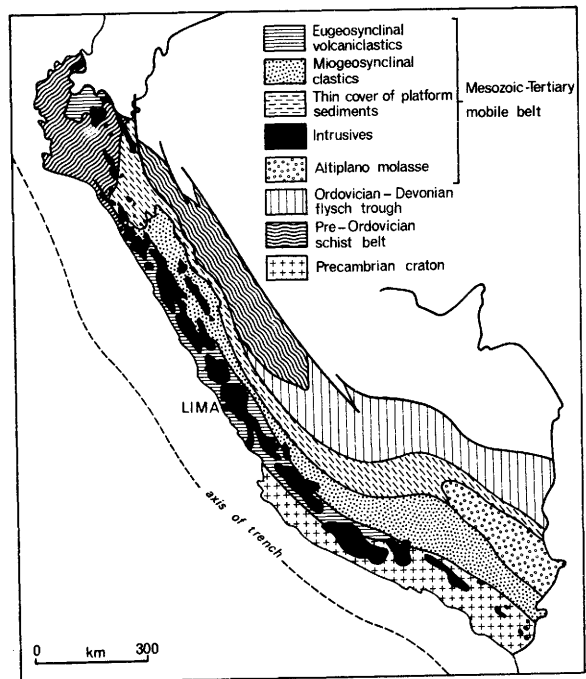 Eugeosynclinal
volcaniclastics
Miogeosynclinal
clastics
Thin cover of platform
sediments
Intrusives
Altiplano molasse
Mesozoic-Tertiary
mobile belt
Ordovician-Devonian
flysch trough
Pre-Ordovician
schist belt
Precambrian craton
LIMA
axis of trench
0 km 300